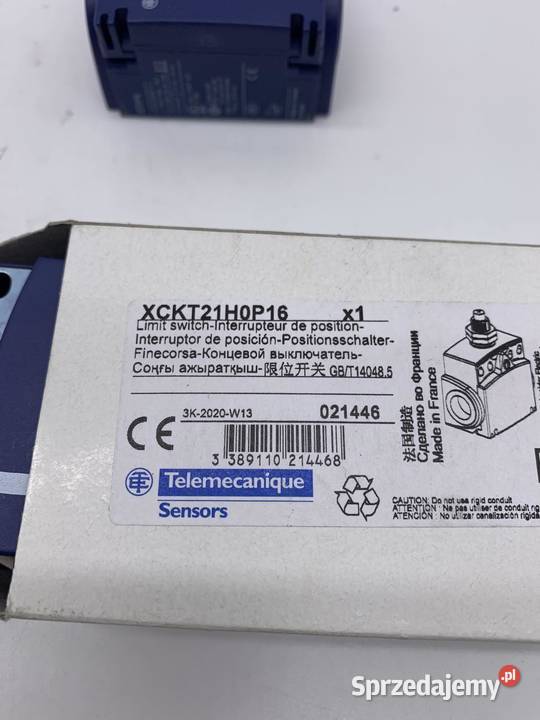 XCKT21H0P16 x1
Limit switch-Interrupteur de position-
Interruptor de posición-Positionsschalter-
Finecorsa-Концевой выключатель-
Соңғы ажыратқыш-限位开关 GB/T14048.5
3K-2020-W13 021446
CE
3 389110 214468
Telemecanique
Sensors
法国制造
Сделано во Франции
Made in France
CAUTION: Do not use rigid conduit
ATTENTION: Ne pas utiliser de conduit
ATENCIÓN: No utilizar canalización rigida
Sprzedajemy.pl